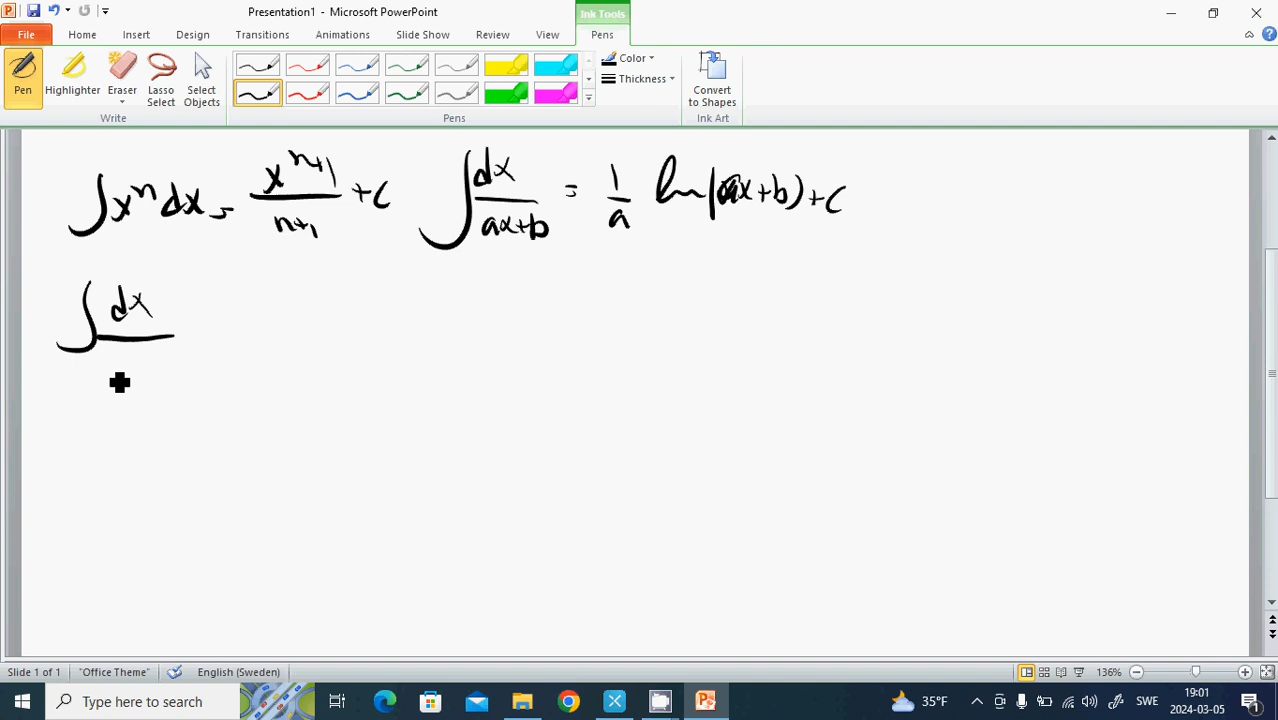 Presentation1 - Microsoft PowerPoint
Ink Tools
File Home Insert Design Transitions Animations Slide Show Review View Pens
Pen Highlighter Eraser Lasso Select Select Objects Color Thickness Convert to Shapes
Write Pens Ink Art
∫xⁿdx = xⁿ⁺¹/n+1 + C ∫dx/ax+b = 1/a ln|ax+b) + C
∫dx/
Slide 1 of 1 "Office Theme" English (Sweden) 136%
Type here to search 35°F SWE 19:01
2024-03-05 1